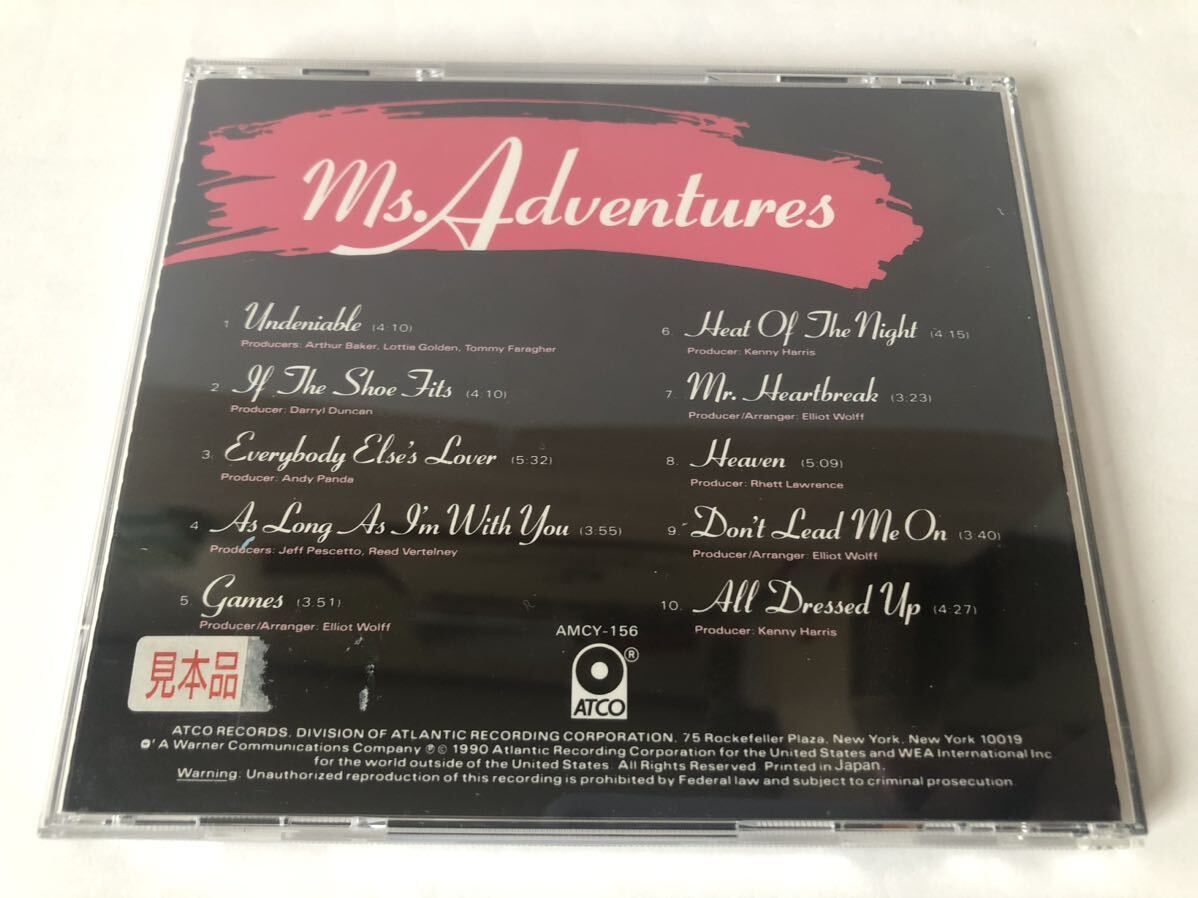 Ms. Adventures
1. Undeniable (4:10)
Producers: Arthur Baker, Lottie Golden, Tommy Faragher
2. If The Shoe Fits (4:10)
Producer: Darryl Duncan
3. Everybody Else's Lover (5:32)
Producer: Andy Panda
4. As Long As I'm With You (3:55)
Producers: Jeff Pescetto, Reed Vertelney
5. Games (3:51)
Producer/Arranger: Elliot Wolff
6. Heat Of The Night (4:15)
Producer: Kenny Harris
7. Mr. Heartbreak (3:23)
Producer/Arranger: Elliot Wolff
8. Heaven (5:09)
Producer: Rhett Lawrence
9. Don't Lead Me On (3:40)
Producer/Arranger: Elliot Wolff
10. All Dressed Up (4:27)
Producer: Kenny Harris
見本品
AMCY-156
ATCO ®
ATCO RECORDS, DIVISION OF ATLANTIC RECORDING CORPORATION, 75 Rockefeller Plaza, New York, New York 10019
A Warner Communications Company ℗© 1990 Atlantic Recording Corporation for the United States and WEA International Inc.
for the world outside of the United States. All Rights Reserved. Printed in Japan.
Warning: Unauthorized reproduction of this recording is prohibited by Federal law and subject to criminal prosecution.